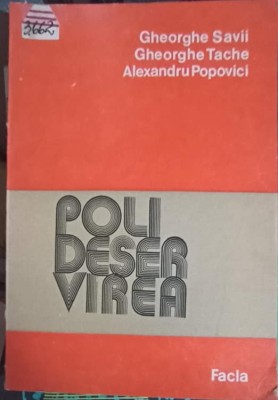 3662
Gheorghe Savii
Gheorghe Tache
Alexandru Popovici
POLI
DESER
VIREA
Facla